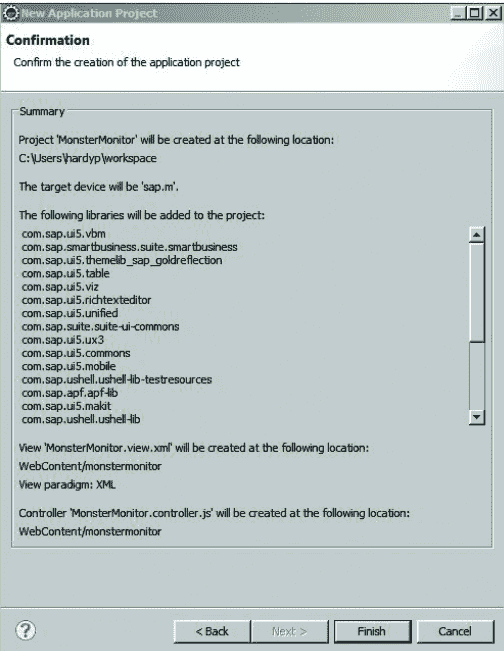 New Application Project
Confirmation
Confirm the creation of the application project
Summary
Project 'MonsterMonitor' will be created at the following location:
C:\Users\hardyp\workspace
The target device will be 'sap.m'.
The following libraries will be added to the project:
com.sap.ui5.vbm
com.sap.smartbusiness.suite.smartbusiness
com.sap.ui5.themelib_sap_goldreflection
com.sap.ui5.table
com.sap.ui5.viz
com.sap.ui5.richtexteditor
com.sap.ui5.unified
com.sap.suite.suite-ui-commons
com.sap.ui5.ux3
com.sap.ui5.commons
com.sap.ui5.mobile
com.sap.ushell.ushell-lib-testresources
com.sap.apf.apf-lib
com.sap.ui5.makit
com.sap.ushell.ushell-lib
View 'MonsterMonitor.view.xml' will be created at the following location:
WebContent/monstermonitor
View paradigm: XML
Controller 'MonsterMonitor.controller.js' will be created at the following location:
WebContent/monstermonitor
? < Back Next > Finish Cancel